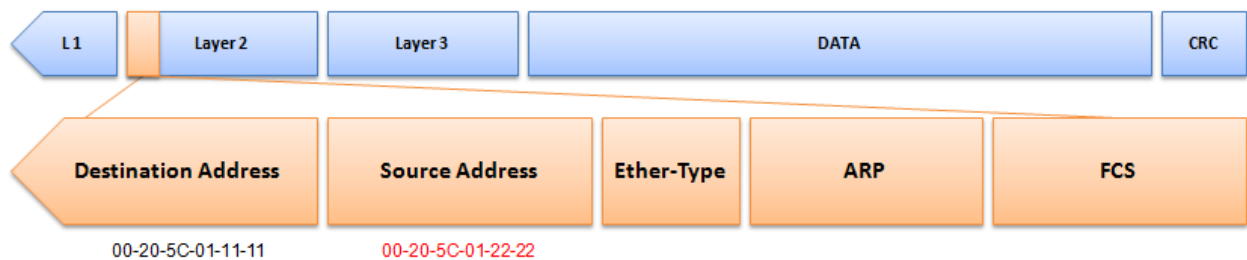 L1 Layer 2 Layer 3 DATA CRC
Destination Address Source Address Ether-Type ARP FCS
00-20-5C-01-11-11 00-20-5C-01-22-22